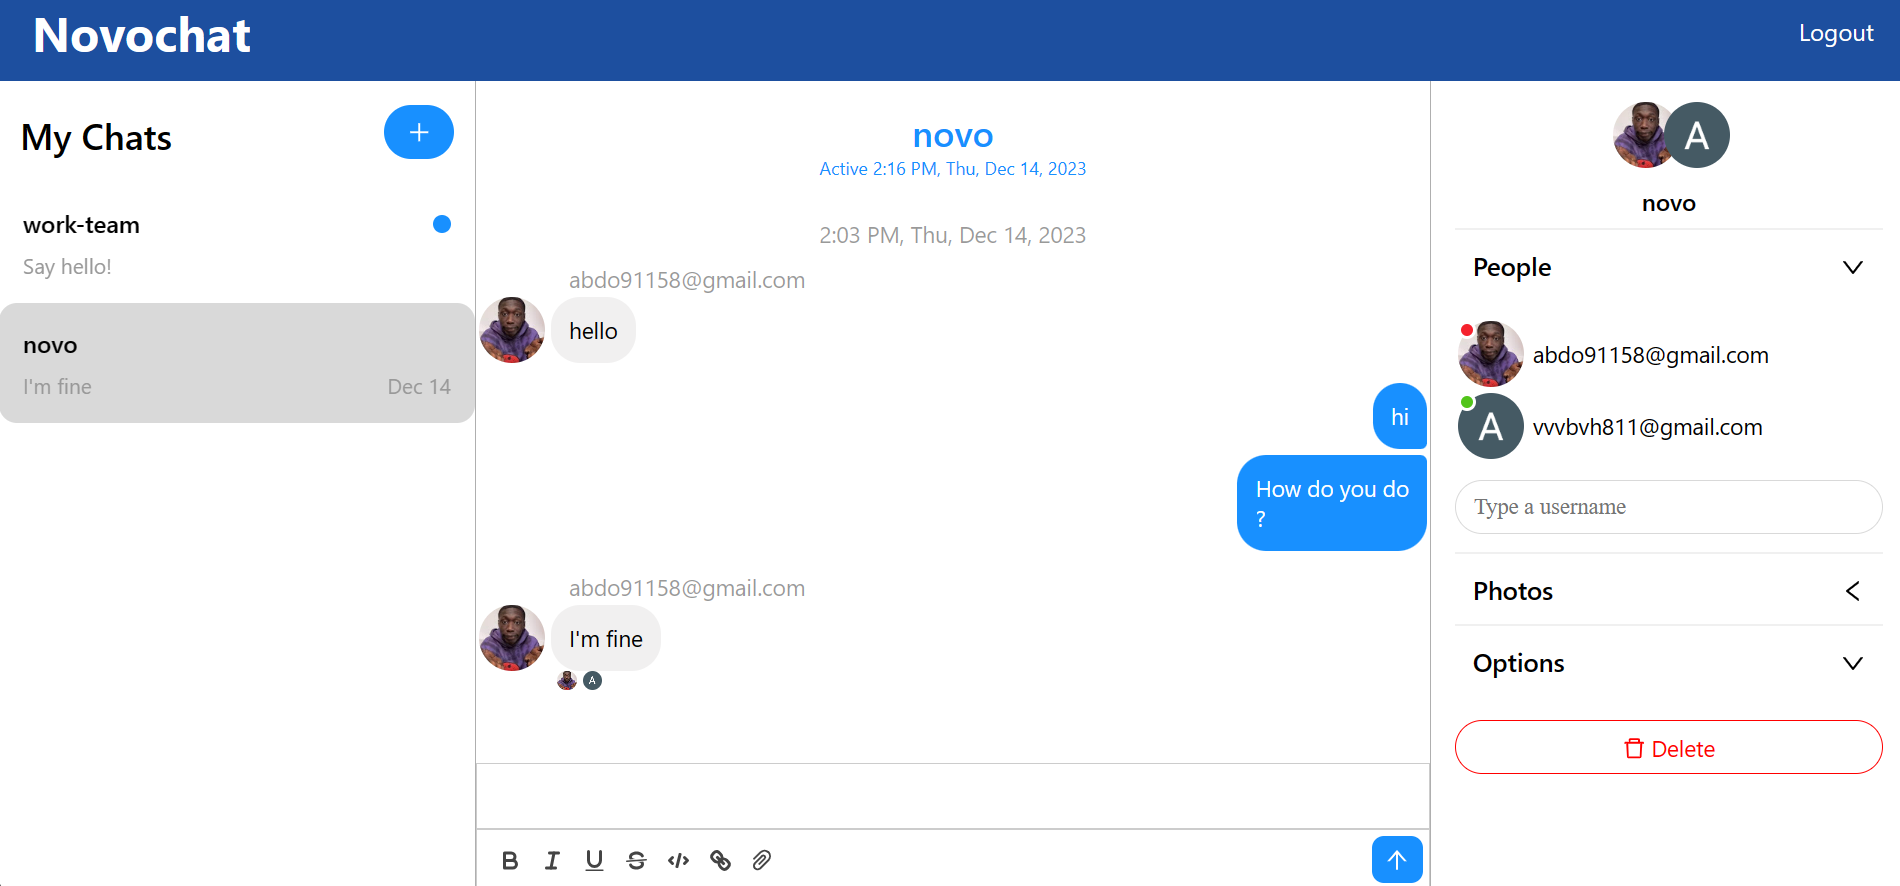 Novochat
Logout
My Chats
work-team
Say hello!
novo
I'm fine
Dec 14
novo
Active 2:16 PM, Thu, Dec 14, 2023
2:03 PM, Thu, Dec 14, 2023
abdo91158@gmail.com
hello
hi
How do you do
?
abdo91158@gmail.com
I'm fine
A
B I U S </>
A
novo
People
abdo91158@gmail.com
A
vvvbvh811@gmail.com
Type a username
Photos
Options
Delete